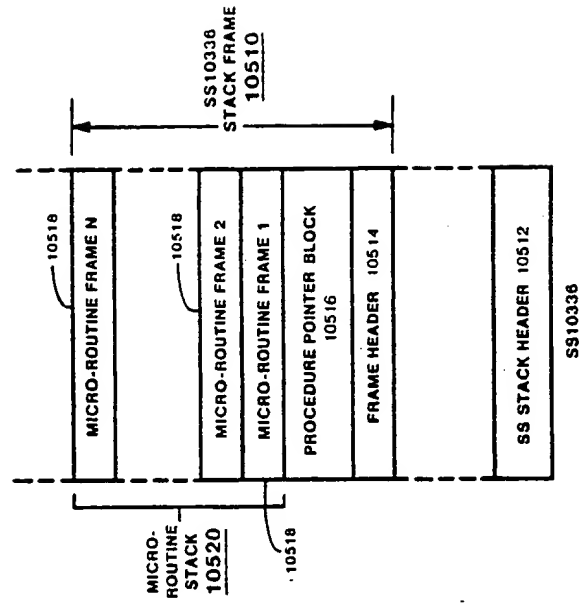 10518
MICRO-ROUTINE FRAME N
SS10336
STACK FRAME
10510
10518
MICRO-ROUTINE FRAME 2
MICRO-ROUTINE FRAME 1
MICRO-
ROUTINE
STACK
10520
10518
PROCEDURE POINTER BLOCK
10516
FRAME HEADER 10514
SS STACK HEADER 10512
SS10336